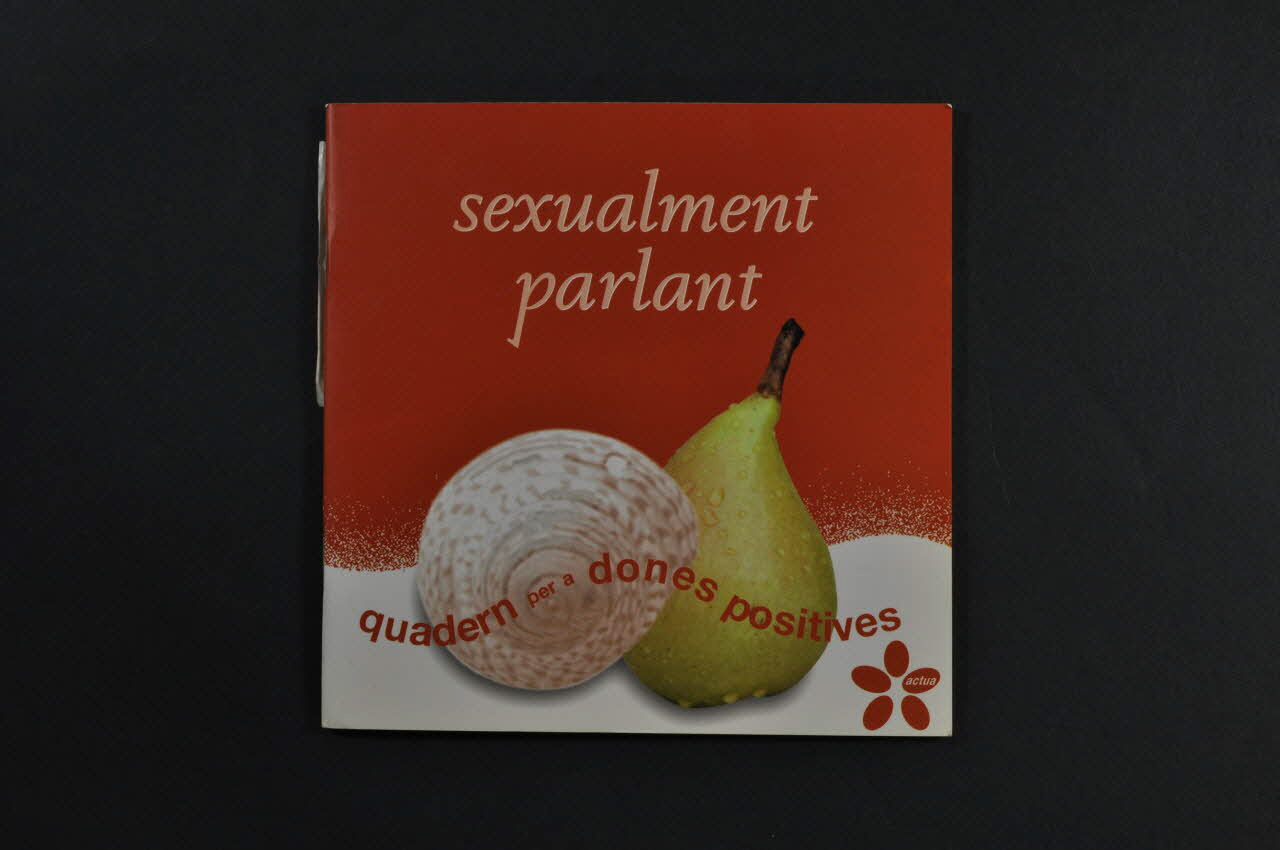 sexualment
parlant
quadern per a dones positives
actua